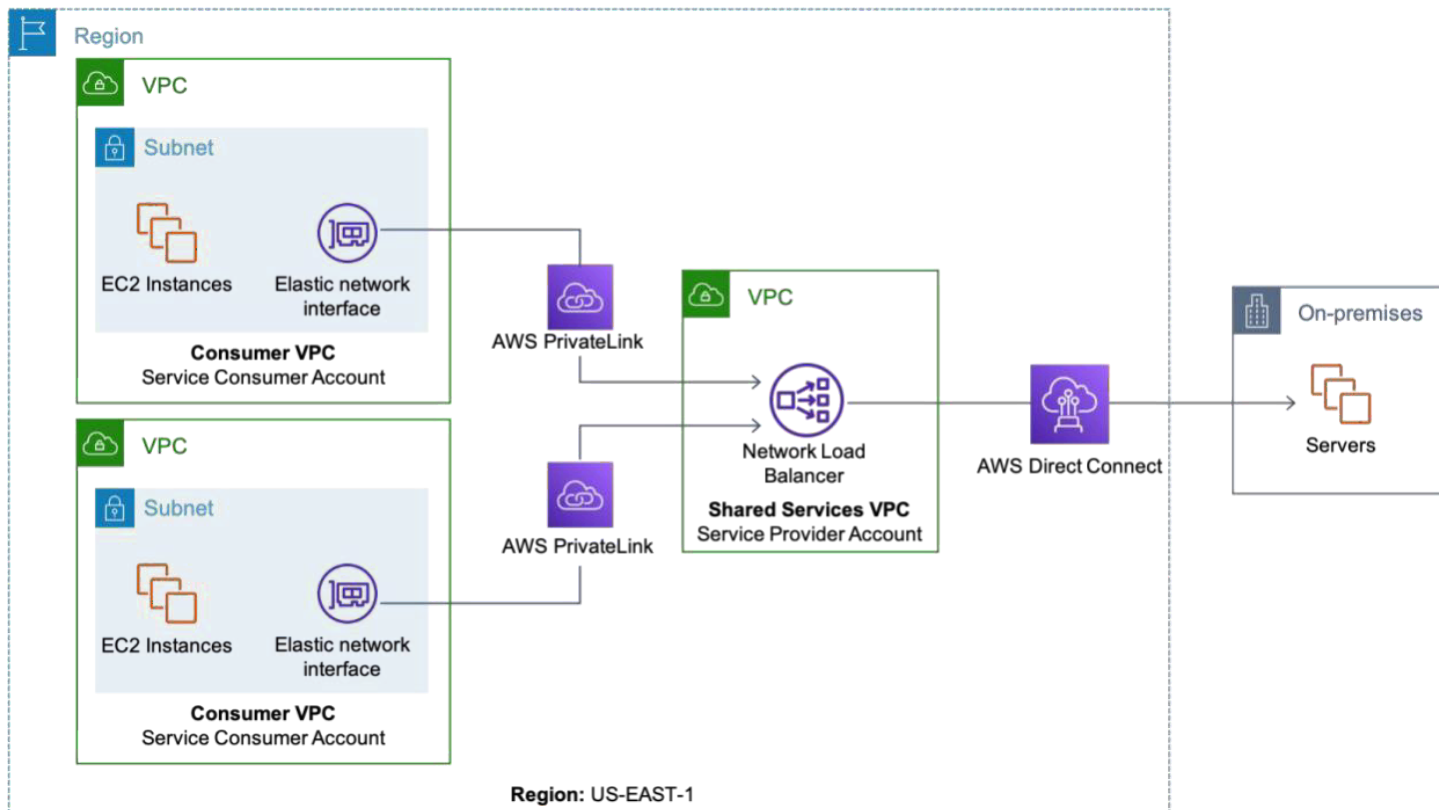 Region
VPC
Subnet
EC2 Instances
Elastic network
interface
Consumer VPC
Service Consumer Account
AWS PrivateLink
VPC
Subnet
EC2 Instances
Elastic network
interface
Consumer VPC
Service Consumer Account
AWS PrivateLink
VPC
Network Load
Balancer
Shared Services VPC
Service Provider Account
AWS Direct Connect
On-premises
Servers
Region: US-EAST-1